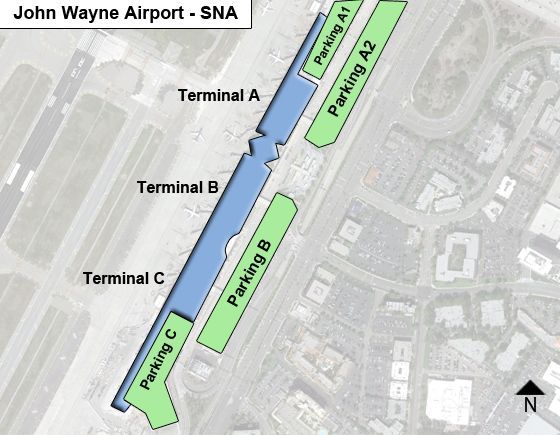 John Wayne Airport - SNA
Parking A1
Parking A2
Terminal A
Terminal B
Parking B
Terminal C
Parking C
N